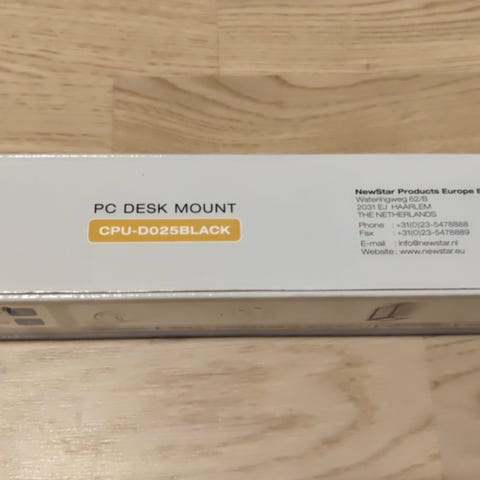 PC DESK MOUNT
CPU-D025BLACK
NewStar Products Europe
Wateringweg 62/B
2031 EJ HAARLEM
THE NETHERLANDS
Phone : +31(0)23-5478888
Fax : +31(0)23-5478889
E-mail : info@newstar.nl
Website : www.newstar.eu